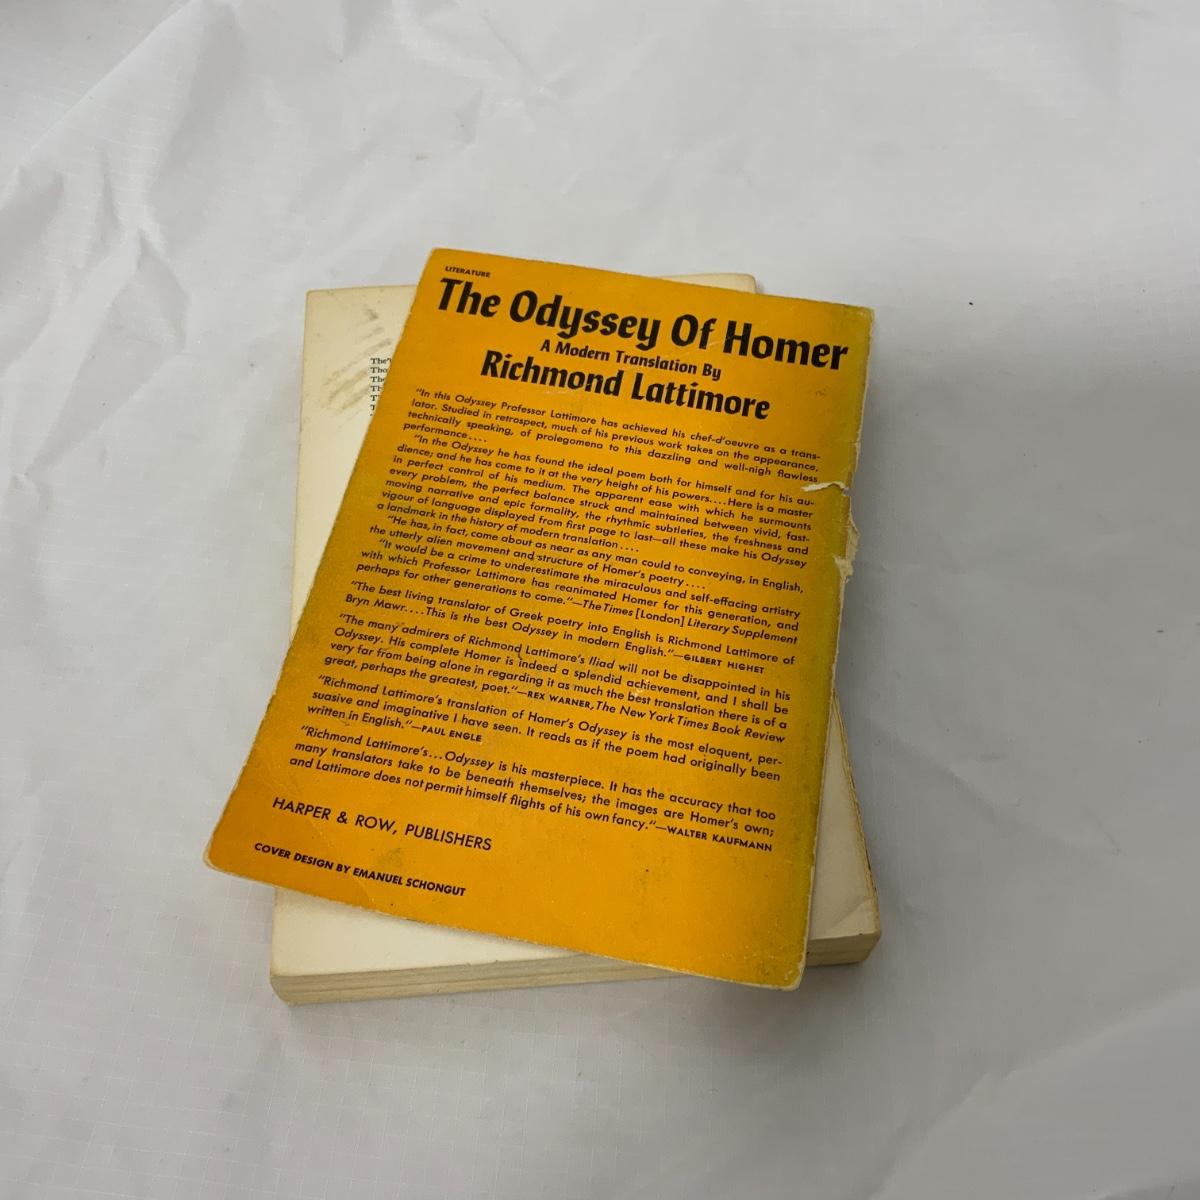 LITERATURE
The Odyssey Of Homer
A Modern Translation By
Richmond Lattimore
"In this Odyssey Professor Lattimore has achieved his chef-d'oeuvre as a trans-
lator. Studied in retrospect, much of his previous work takes on the appearance,
technically speaking, of prolegomena to this dazzling and well-nigh flawless
performance....
"In the Odyssey he has found the ideal poem both for himself and for his au-
dience; and he has come to it at the very height of his powers....Here is a master
in perfect control of his medium. The apparent ease with which he surmounts
every problem, the perfect balance struck and maintained between vivid, fast-
moving narrative and epic formality, the rhythmic subtleties, the freshness and
vigour of language displayed from first page to last—all these make his Odyssey
a landmark in the history of modern translation....
"He has, in fact, come about as near as any man could to conveying, in English,
the utterly alien movement and structure of Homer's poetry....
"It would be a crime to underestimate the miraculous and self-effacing artistry
with which Professor Lattimore has reanimated Homer for this generation, and
perhaps for other generations to come."—The Times [London] Literary Supplement
"The best living translator of Greek poetry into English is Richmond Lattimore of
Bryn Mawr....This is the best Odyssey in modern English."—GILBERT HIGHET
"The many admirers of Richmond Lattimore's Iliad will not be disappointed in his
Odyssey. His complete Homer is indeed a splendid achievement, and I shall be
very far from being alone in regarding it as much the best translation there is of a
great, perhaps the greatest, poet."—REX WARNER, The New York Times Book Review
"Richmond Lattimore's translation of Homer's Odyssey is the most eloquent, per-
suasive and imaginative I have seen. It reads as if the poem had originally been
written in English."—PAUL ENGLE
"Richmond Lattimore's...Odyssey is his masterpiece. It has the accuracy that too
many translators take to be beneath themselves; the images are Homer's own;
and Lattimore does not permit himself flights of his own fancy."—WALTER KAUFMANN
HARPER & ROW, PUBLISHERS
COVER DESIGN BY EMANUEL SCHONGUT